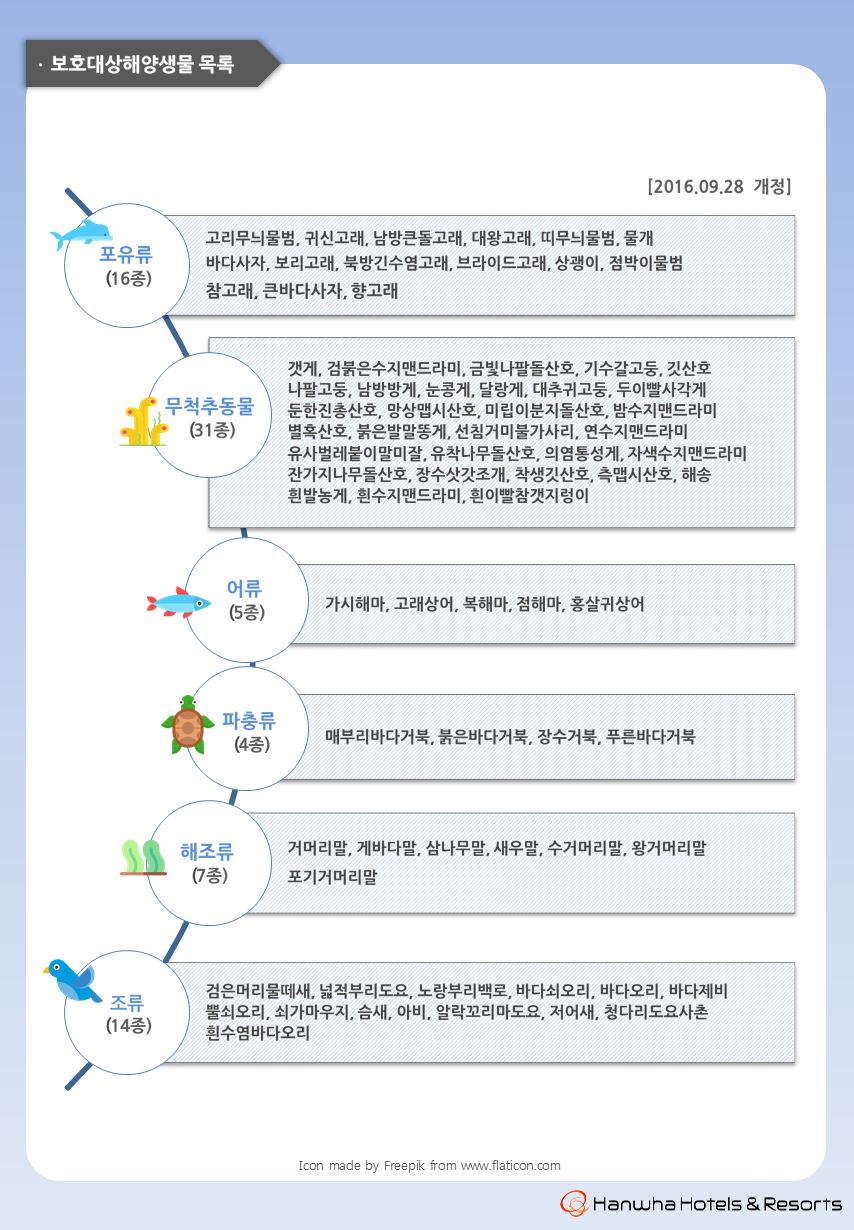 · 보호대상해양생물 목록
[2016.09.28 개정]
포유류
(16종)
고리무늬물범, 귀신고래, 남방큰돌고래, 대왕고래, 띠무늬물범, 물개
바다사자, 보리고래, 북방긴수염고래, 브라이드고래, 상괭이, 점박이물범
참고래, 큰바다사자, 향고래
무척추동물
(31종)
갯게, 검붉은수지맨드라미, 금빛나팔돌산호, 기수갈고둥, 깃산호
나팔고둥, 남방방게, 눈콩게, 달랑게, 대추귀고둥, 두이빨사각게
둔한진총산호, 망상맵시산호, 미립이분지돌산호, 밤수지맨드라미
별혹산호, 붉은발말똥게, 선침거미불가사리, 연수지맨드라미
유사벌레붙이말미잘, 유착나무돌산호, 의염통성게, 자색수지맨드라미
잔가지나무돌산호, 장수삿갓조개, 착생깃산호, 측맵시산호, 해송
흰발농게, 흰수지맨드라미, 흰이빨참갯지렁이
어류
(5종)
가시해마, 고래상어, 복해마, 점해마, 홍살귀상어
파충류
(4종)
매부리바다거북, 붉은바다거북, 장수거북, 푸른바다거북
해조류
(7종)
거머리말, 게바다말, 삼나무말, 새우말, 수거머리말, 왕거머리말
포기거머리말
조류
(14종)
검은머리물떼새, 넓적부리도요, 노랑부리백로, 바다쇠오리, 바다오리, 바다제비
뿔쇠오리, 쇠가마우지, 슴새, 아비, 알락꼬리마도요, 저어새, 청다리도요사촌
흰수염바다오리
Icon made by Freepik from www.flaticon.com
Hanwha Hotels & Resorts